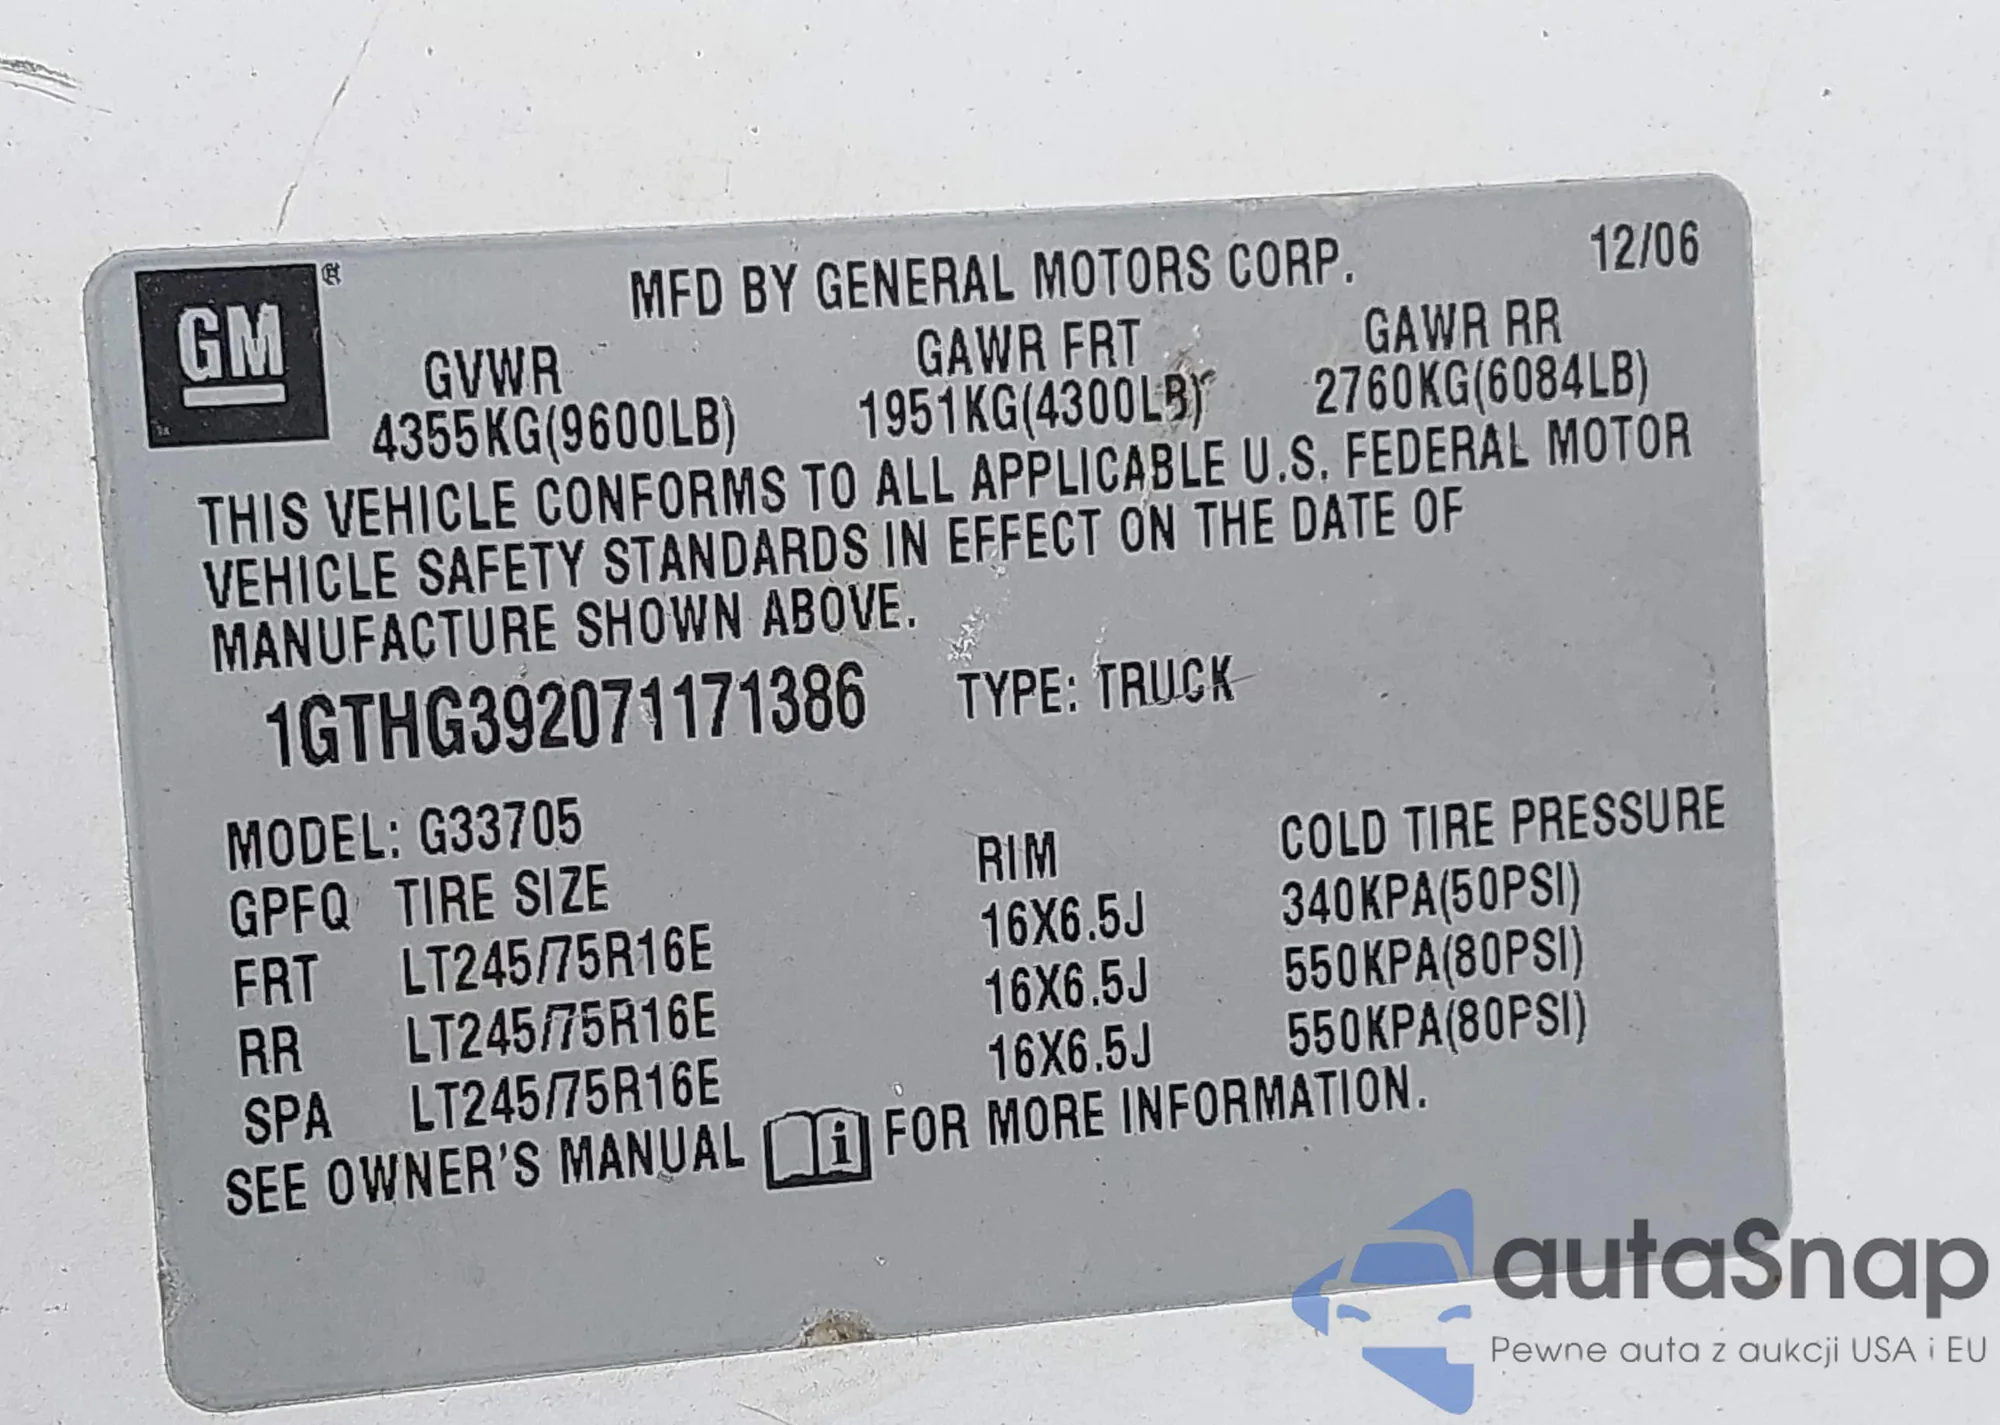 GM®
MFD BY GENERAL MOTORS CORP. 12/06
GVWR GAWR FRT GAWR RR
4355KG(9600LB) 1951KG(4300LB) 2760KG(6084LB)
THIS VEHICLE CONFORMS TO ALL APPLICABLE U.S. FEDERAL MOTOR
VEHICLE SAFETY STANDARDS IN EFFECT ON THE DATE OF
MANUFACTURE SHOWN ABOVE.
1GTHG392071171386 TYPE: TRUCK
MODEL: G33705
GPFQ TIRE SIZE RIM COLD TIRE PRESSURE
FRT LT245/75R16E 16X6.5J 340KPA(50PSI)
RR LT245/75R16E 16X6.5J 550KPA(80PSI)
SPA LT245/75R16E 16X6.5J 550KPA(80PSI)
SEE OWNER'S MANUAL i FOR MORE INFORMATION.
autaSnap
Pewne auta z aukcji USA i EU